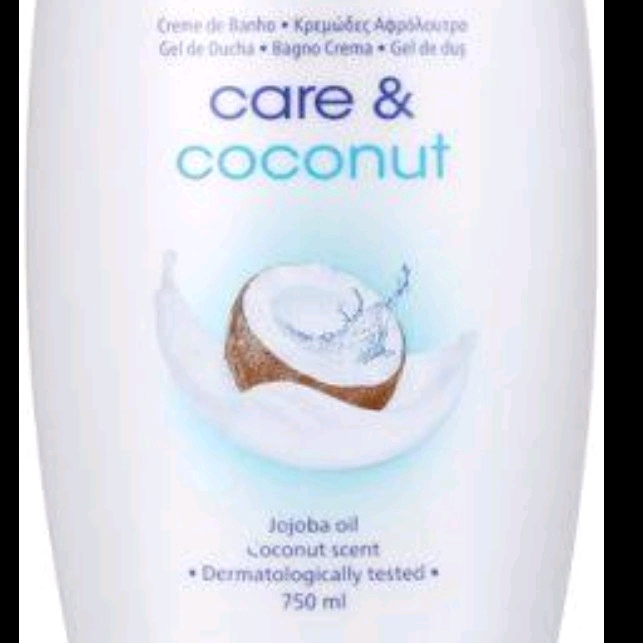 Creme de Banho • Κρεμώδες Αφρόλουτρο
Gel de Ducha • Bagno Crema • Gel de duș
care &
coconut
Jojoba oil
Coconut scent
• Dermatologically tested •
750 ml